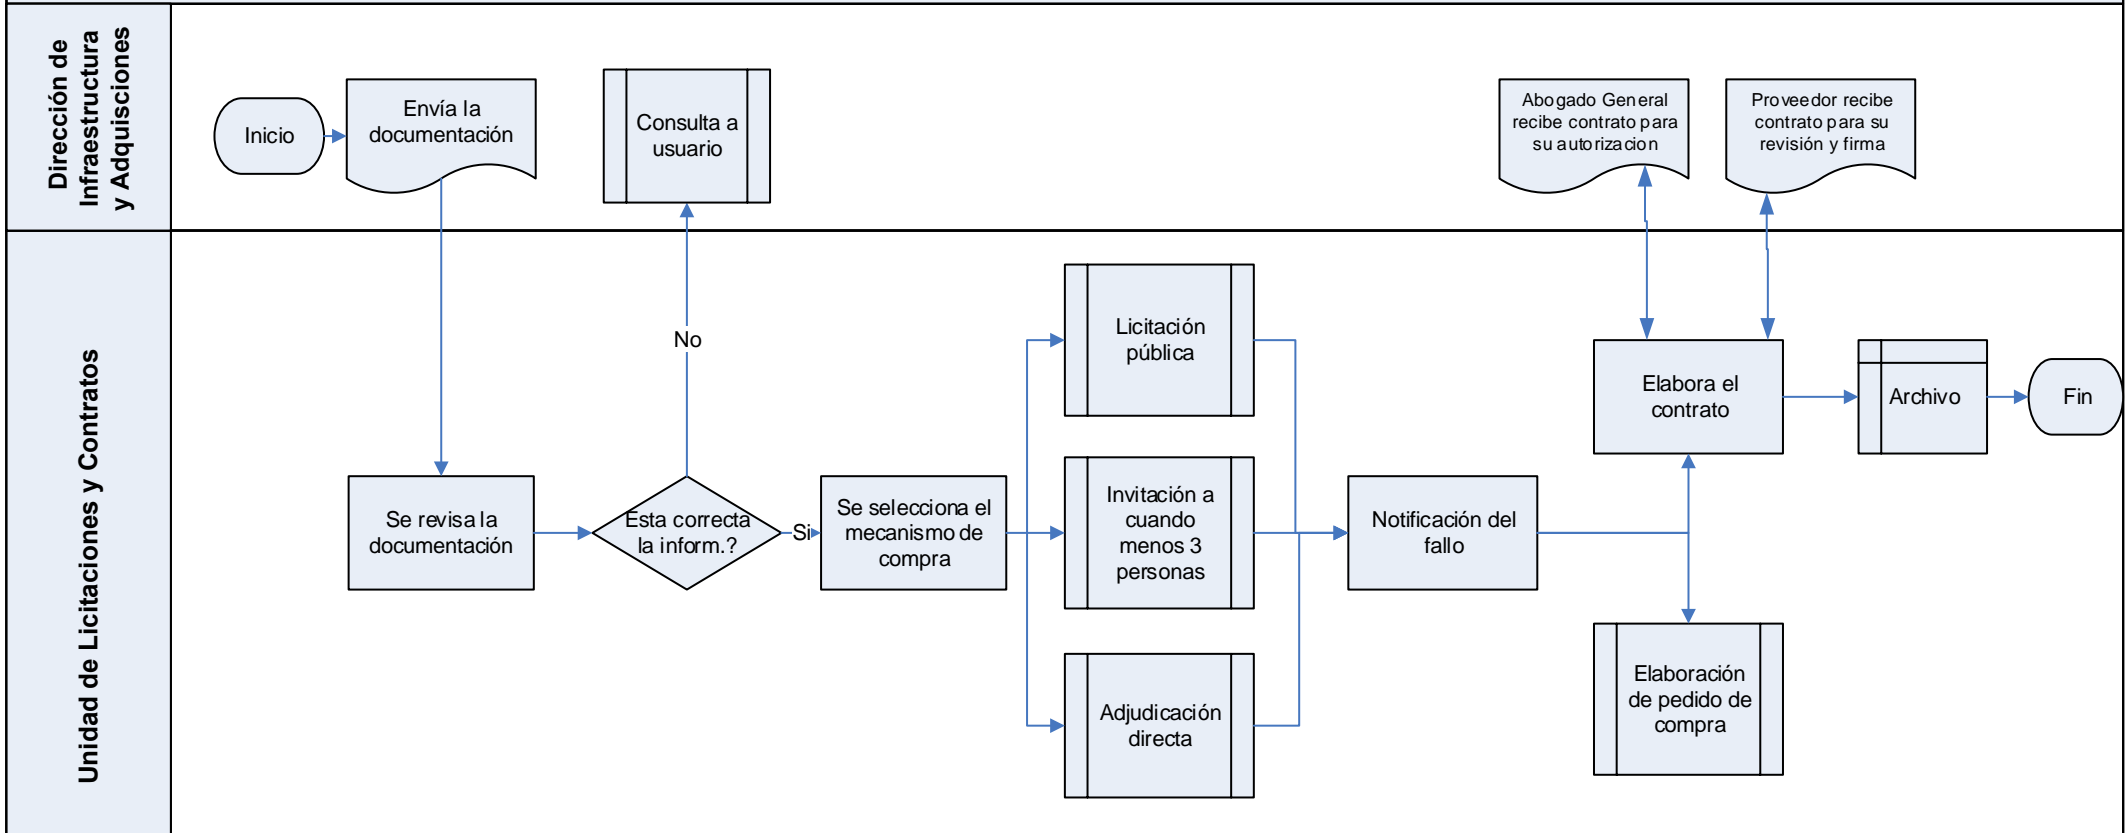 Dirección de
Infraestructura
y Adquisciones
Inicio
Envía la
documentación
Consulta a
usuario
Abogado General
recibe contrato para
su autorizacion
Proveedor recibe
contrato para su
revisión y firma
Unidad de Licitaciones y Contratos
Se revisa la
documentación
Esta correcta
la inform.?
No
Si
Se selecciona el
mecanismo de
compra
Licitación
pública
Invitación a
cuando
menos 3
personas
Adjudicación
directa
Notificación del
fallo
Elabora el
contrato
Archivo
Fin
Elaboración
de pedido de
compra